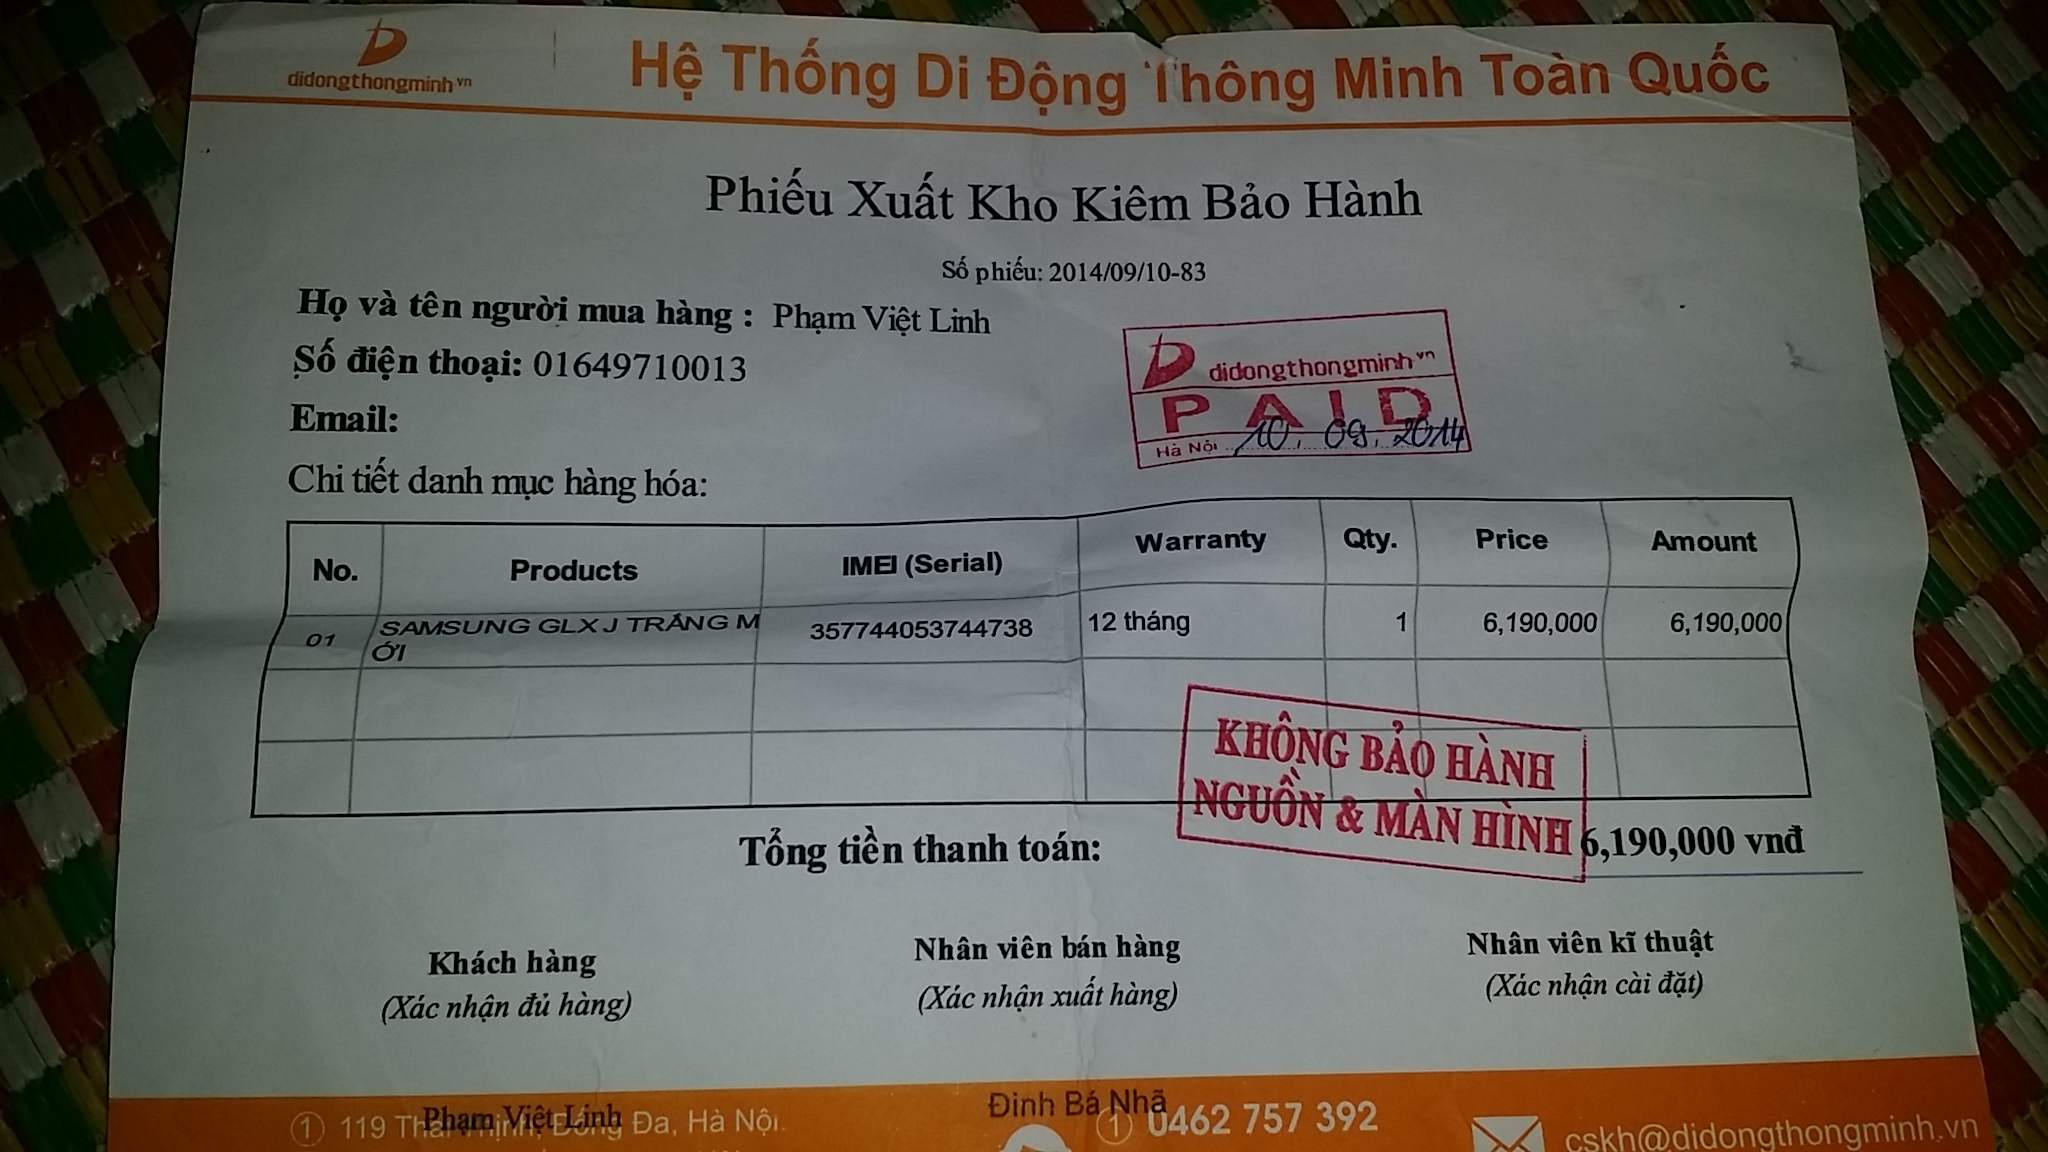 didongthongminh.vn
Hệ Thống Di Động Thông Minh Toàn Quốc
Phiếu Xuất Kho Kiêm Bảo Hành
Số phiếu: 2014/09/10-83
Họ và tên người mua hàng : Phạm Việt Linh
Số điện thoại: 01649710013
Email:
didongthongminh.vn
PAID
Hà Nội 10.09.2014
Chi tiết danh mục hàng hóa:
No. Products IMEI (Serial) Warranty Qty. Price Amount
01 SAMSUNG GLX J TRẮNG M 357744053744738 12 tháng 1 6,190,000 6,190,000
ỚI
KHÔNG BẢO HÀNH
NGUỒN & MÀN HÌNH
Tổng tiền thanh toán: 6,190,000 vnđ
Khách hàng Nhân viên bán hàng Nhân viên kĩ thuật
(Xác nhận đủ hàng) (Xác nhận xuất hàng) (Xác nhận cài đặt)
Phạm Việt Linh Đinh Bá Nhã
1 119 Đa, Hà Nội. 1 0462 757 392 cskh@didongthongminh.vn